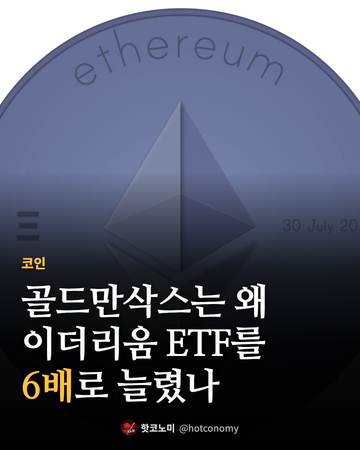 ethereum
30 July 20
코인
골드만삭스는 왜
이더리움 ETF를
6배로 늘렸나
핫코노미 @hotconomy